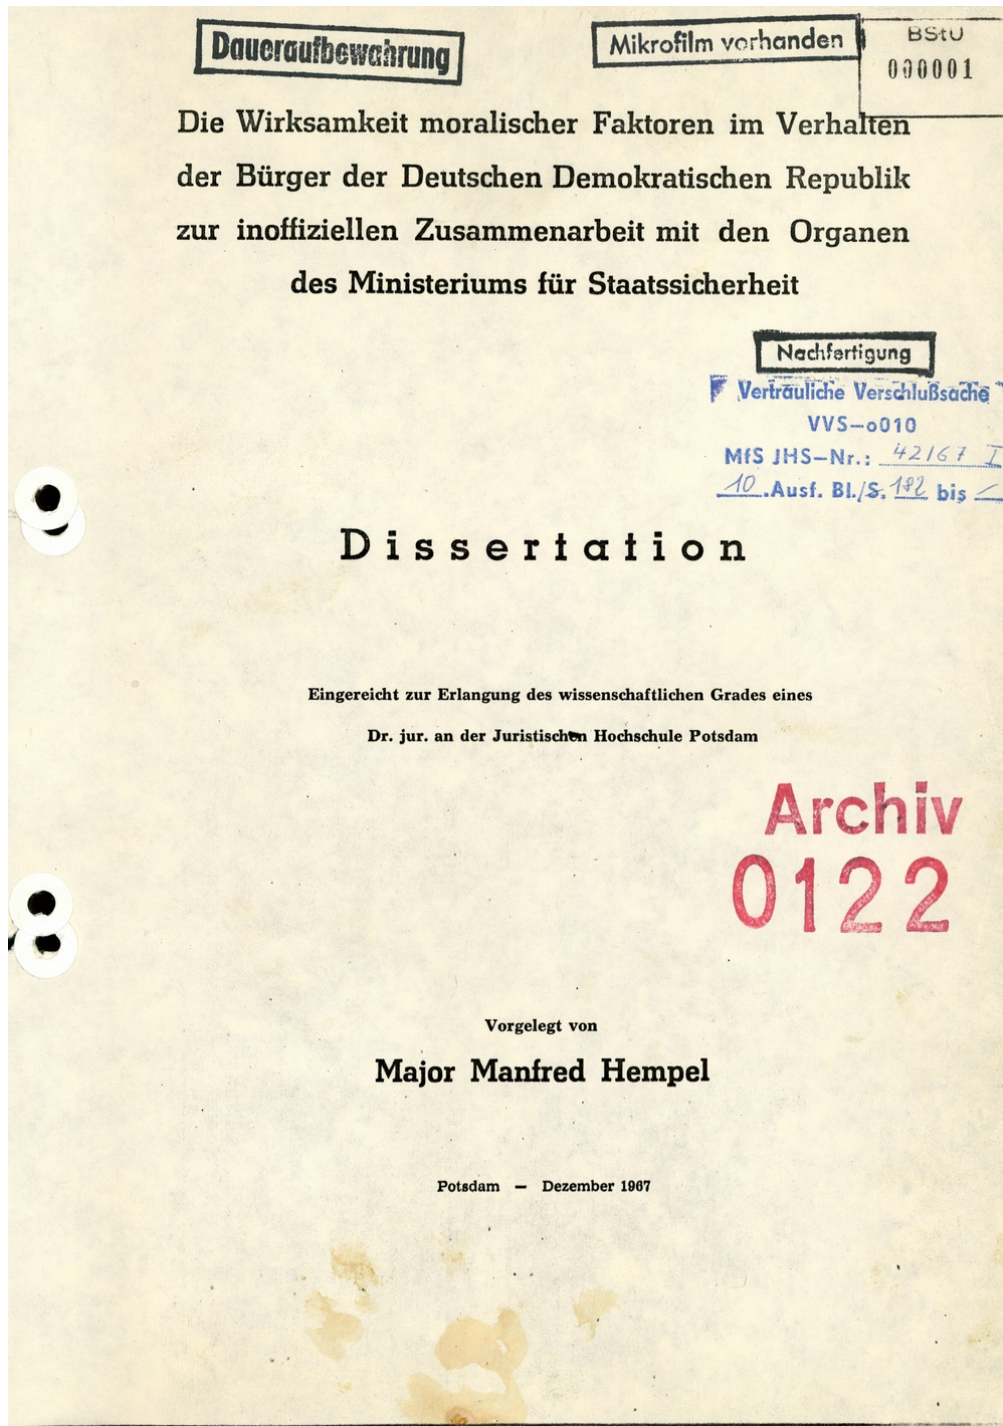 Daueraufbewahrung
Mikrofilm vorhanden
BStU
000001
Die Wirksamkeit moralischer Faktoren im Verhalten
der Bürger der Deutschen Demokratischen Republik
zur inoffiziellen Zusammenarbeit mit den Organen
des Ministeriums für Staatssicherheit
Nachfertigung
Vertrauliche Verschlußsache
VVS-o010
MfS JHS-Nr.: 42167 I
10.Ausf. Bl./S. 182 bis
Dissertation
Eingereicht zur Erlangung des wissenschaftlichen Grades eines
Dr. jur. an der Juristischen Hochschule Potsdam
Archiv
0122
Vorgelegt von
Major Manfred Hempel
Potsdam — Dezember 1967